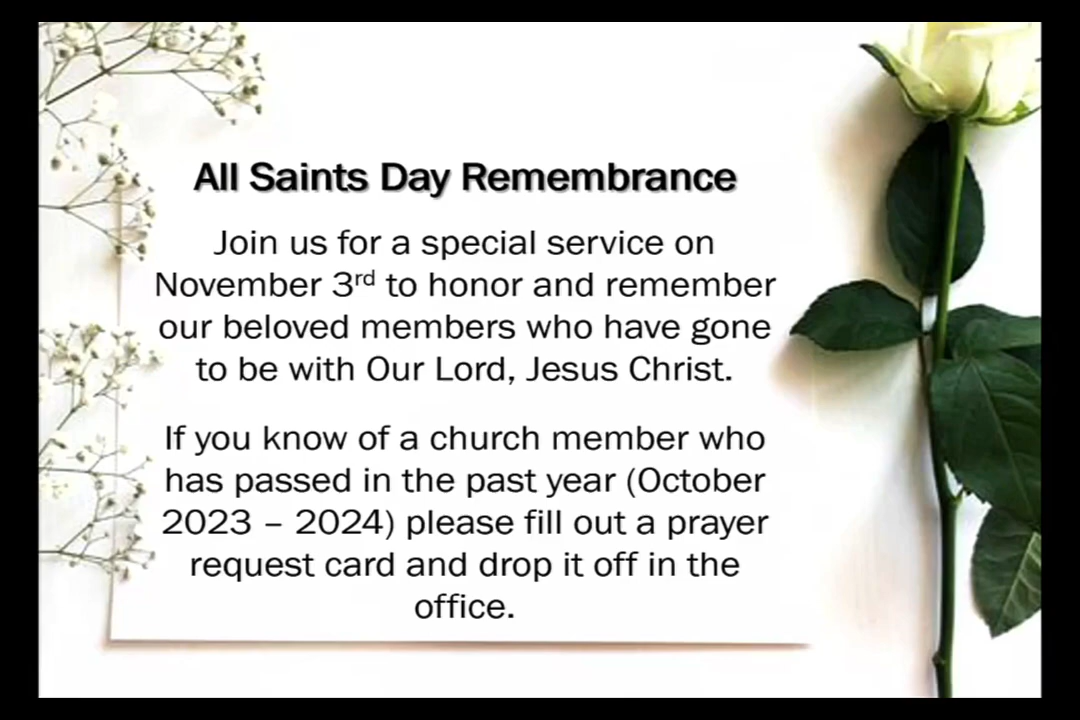 All Saints Day Remembrance
Join us for a special service on
November 3rd to honor and remember
our beloved members who have gone
to be with Our Lord, Jesus Christ.
If you know of a church member who
has passed in the past year (October
2023 – 2024) please fill out a prayer
request card and drop it off in the
office.